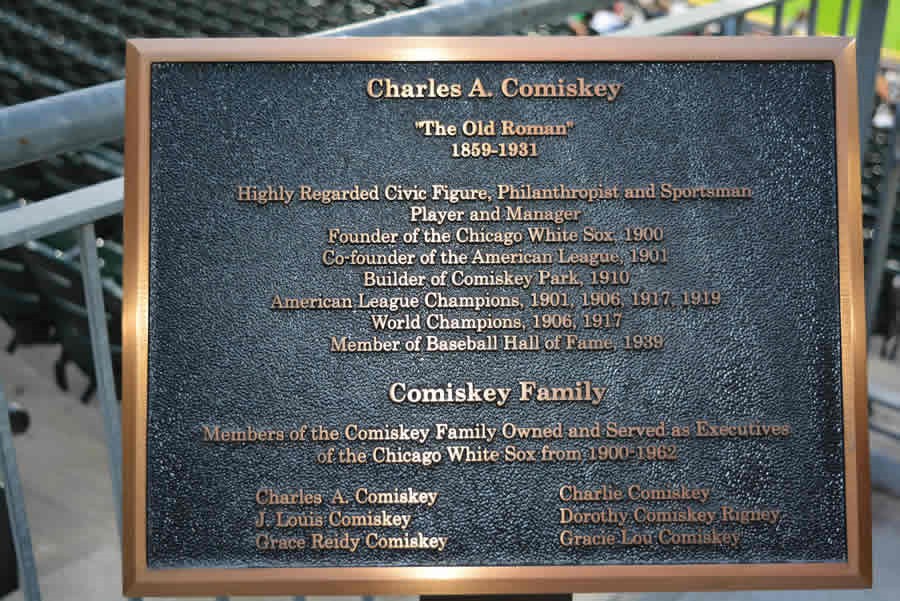 Charles A. Comiskey
"The Old Roman"
1859-1931
Highly Regarded Civic Figure, Philanthropist and Sportsman
Player and Manager
Founder of the Chicago White Sox, 1900
Co-founder of the American League, 1901
Builder of Comiskey Park, 1910
American League Champions, 1901, 1906, 1917, 1919
World Champions, 1906, 1917
Member of Baseball Hall of Fame, 1939
Comiskey Family
Members of the Comiskey Family Owned and Served as Executives
of the Chicago White Sox from 1900-1962
Charles A. Comiskey
J. Louis Comiskey
Grace Reidy Comiskey
Charlie Comiskey
Dorothy Comiskey Rigney
Gracie Lou Comiskey